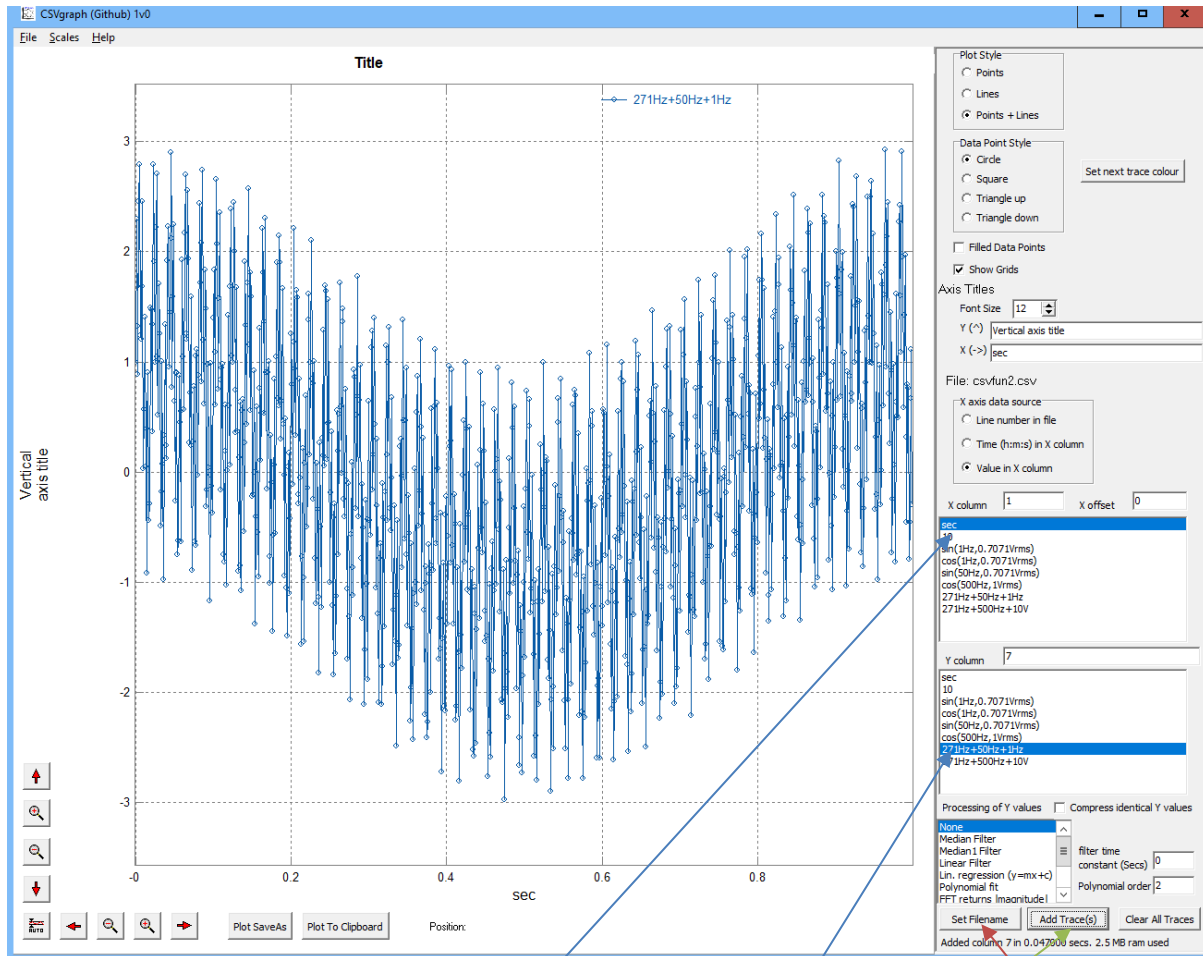 CSVgraph (Github) 1v0
File Scales Help
Title
271Hz+50Hz+1Hz
3
2
1
0
-1
-2
-3
Vertical
axis title
-0 0.2 0.4 0.6 0.8
sec
AUTO
Plot SaveAs Plot To Clipboard Position:
Plot Style
Points
Lines
Points + Lines
Data Point Style
Circle
Square
Triangle up
Triangle down
Set next trace colour
Filled Data Points
Show Grids
Axis Titles
Font Size 12
Y (^) Vertical axis title
X (->) sec
File: csvfun2.csv
X axis data source
Line number in file
Time (h:m:s) in X column
Value in X column
X column 1 X offset 0
sec
10
sin(1Hz,0.7071Vrms)
cos(1Hz,0.7071Vrms)
sin(50Hz,0.7071Vrms)
cos(500Hz,1Vrms)
271Hz+50Hz+1Hz
271Hz+500Hz+10V
Y column 7
sec
10
sin(1Hz,0.7071Vrms)
cos(1Hz,0.7071Vrms)
sin(50Hz,0.7071Vrms)
cos(500Hz,1Vrms)
271Hz+50Hz+1Hz
271Hz+500Hz+10V
Processing of Y values Compress identical Y values
None
Median Filter
Median1 Filter
Linear Filter
Lin. regression (y=mx+c)
Polynomial fit
FFT returns |magnitude|
filter time
constant (Secs) 0
Polynomial order 2
Set Filename Add Trace(s) Clear All Traces
Added column 7 in 0.047000 secs. 2.5 MB ram used